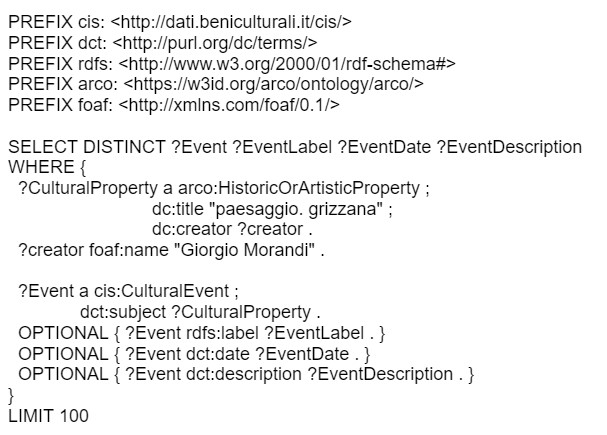 PREFIX cis: <http://dati.beniculturali.it/cis/>
PREFIX dct: <http://purl.org/dc/terms/>
PREFIX rdfs: <http://www.w3.org/2000/01/rdf-schema#>
PREFIX arco: <https://w3id.org/arco/ontology/arco/>
PREFIX foaf: <http://xmlns.com/foaf/0.1/>

SELECT DISTINCT ?Event ?EventLabel ?EventDate ?EventDescription
WHERE {
  ?CulturalProperty a arco:HistoricOrArtisticProperty ;
                    dc:title "paesaggio. grizzana" ;
                    dc:creator ?creator .
  ?creator foaf:name "Giorgio Morandi" .

  ?Event a cis:CulturalEvent ;
         dct:subject ?CulturalProperty .
  OPTIONAL { ?Event rdfs:label ?EventLabel . }
  OPTIONAL { ?Event dct:date ?EventDate . }
  OPTIONAL { ?Event dct:description ?EventDescription . }
}
LIMIT 100